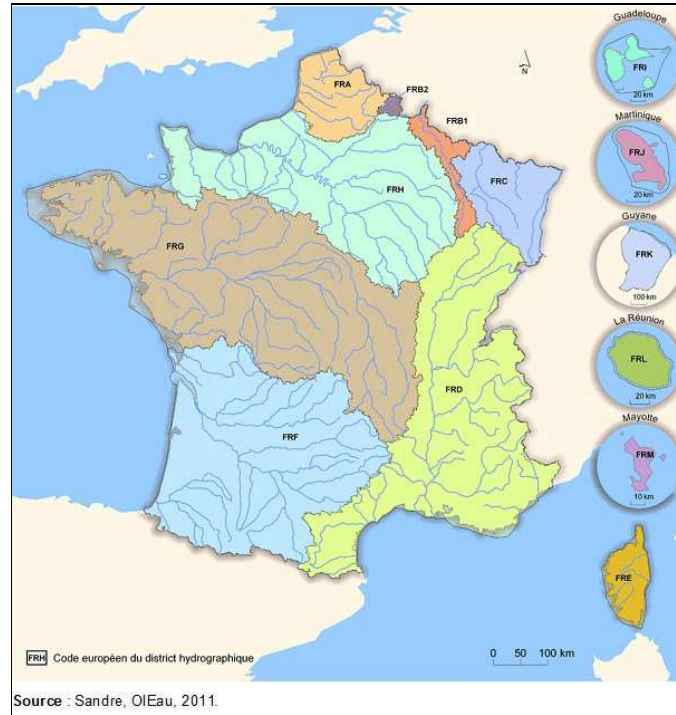 Guadeloupe
FRI
20 km
FRA
FRB2
N
FRB1
Martinique
FRJ
20 km
FRH
FRC
Guyane
FRK
100 km
FRG
La Réunion
FRL
20 km
FRD
Mayotte
FRM
10 km
FRF
FRE
FRH Code européen du district hydrographique
0 50 100 km
Source : Sandre, OIEau, 2011.